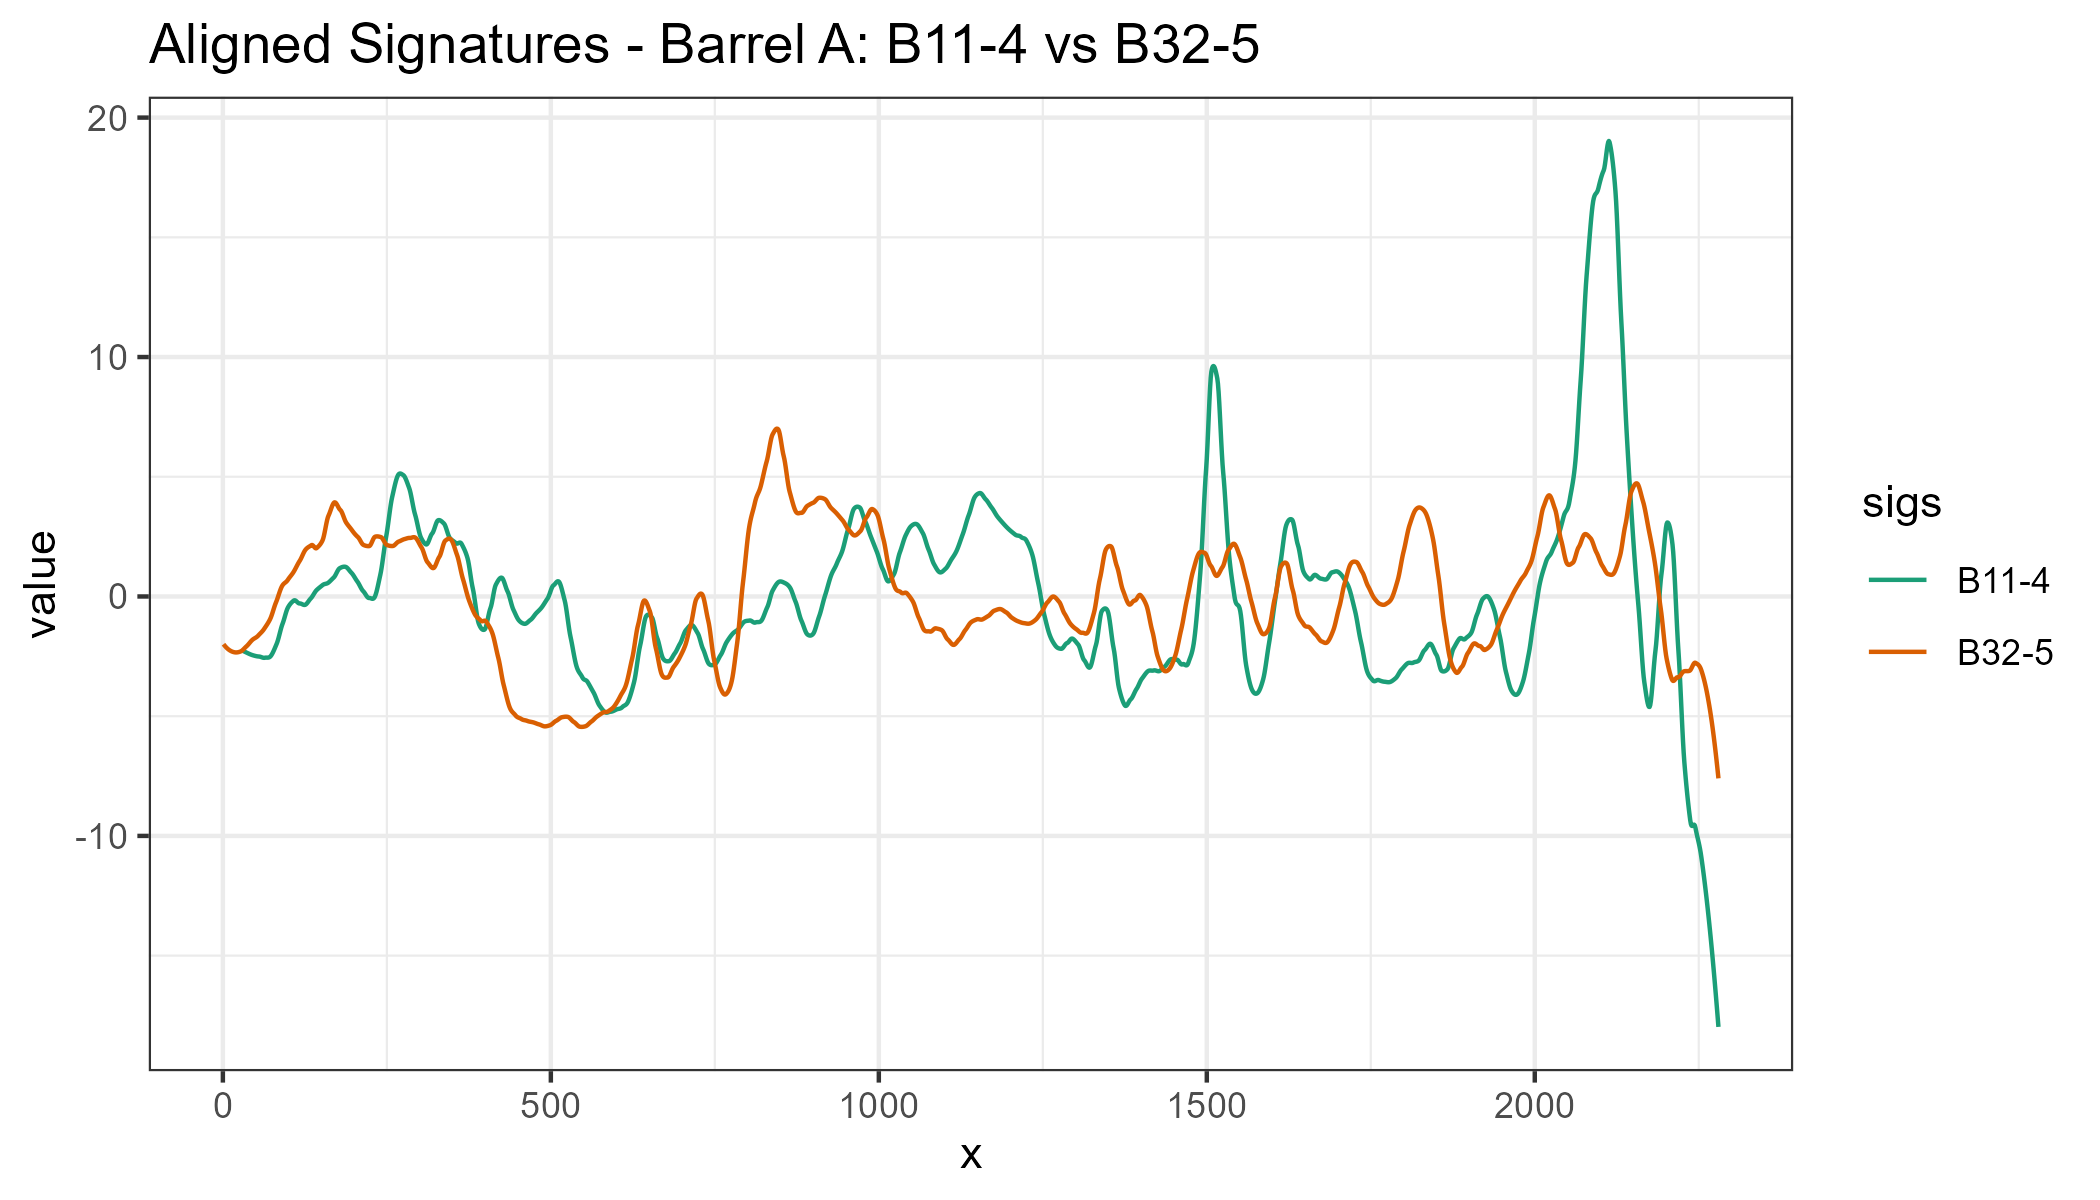 Aligned Signatures - Barrel A: B11-4 vs B32-5
value
20
10
0
-10
0 500 1000 1500 2000
x
sigs
B11-4
B32-5